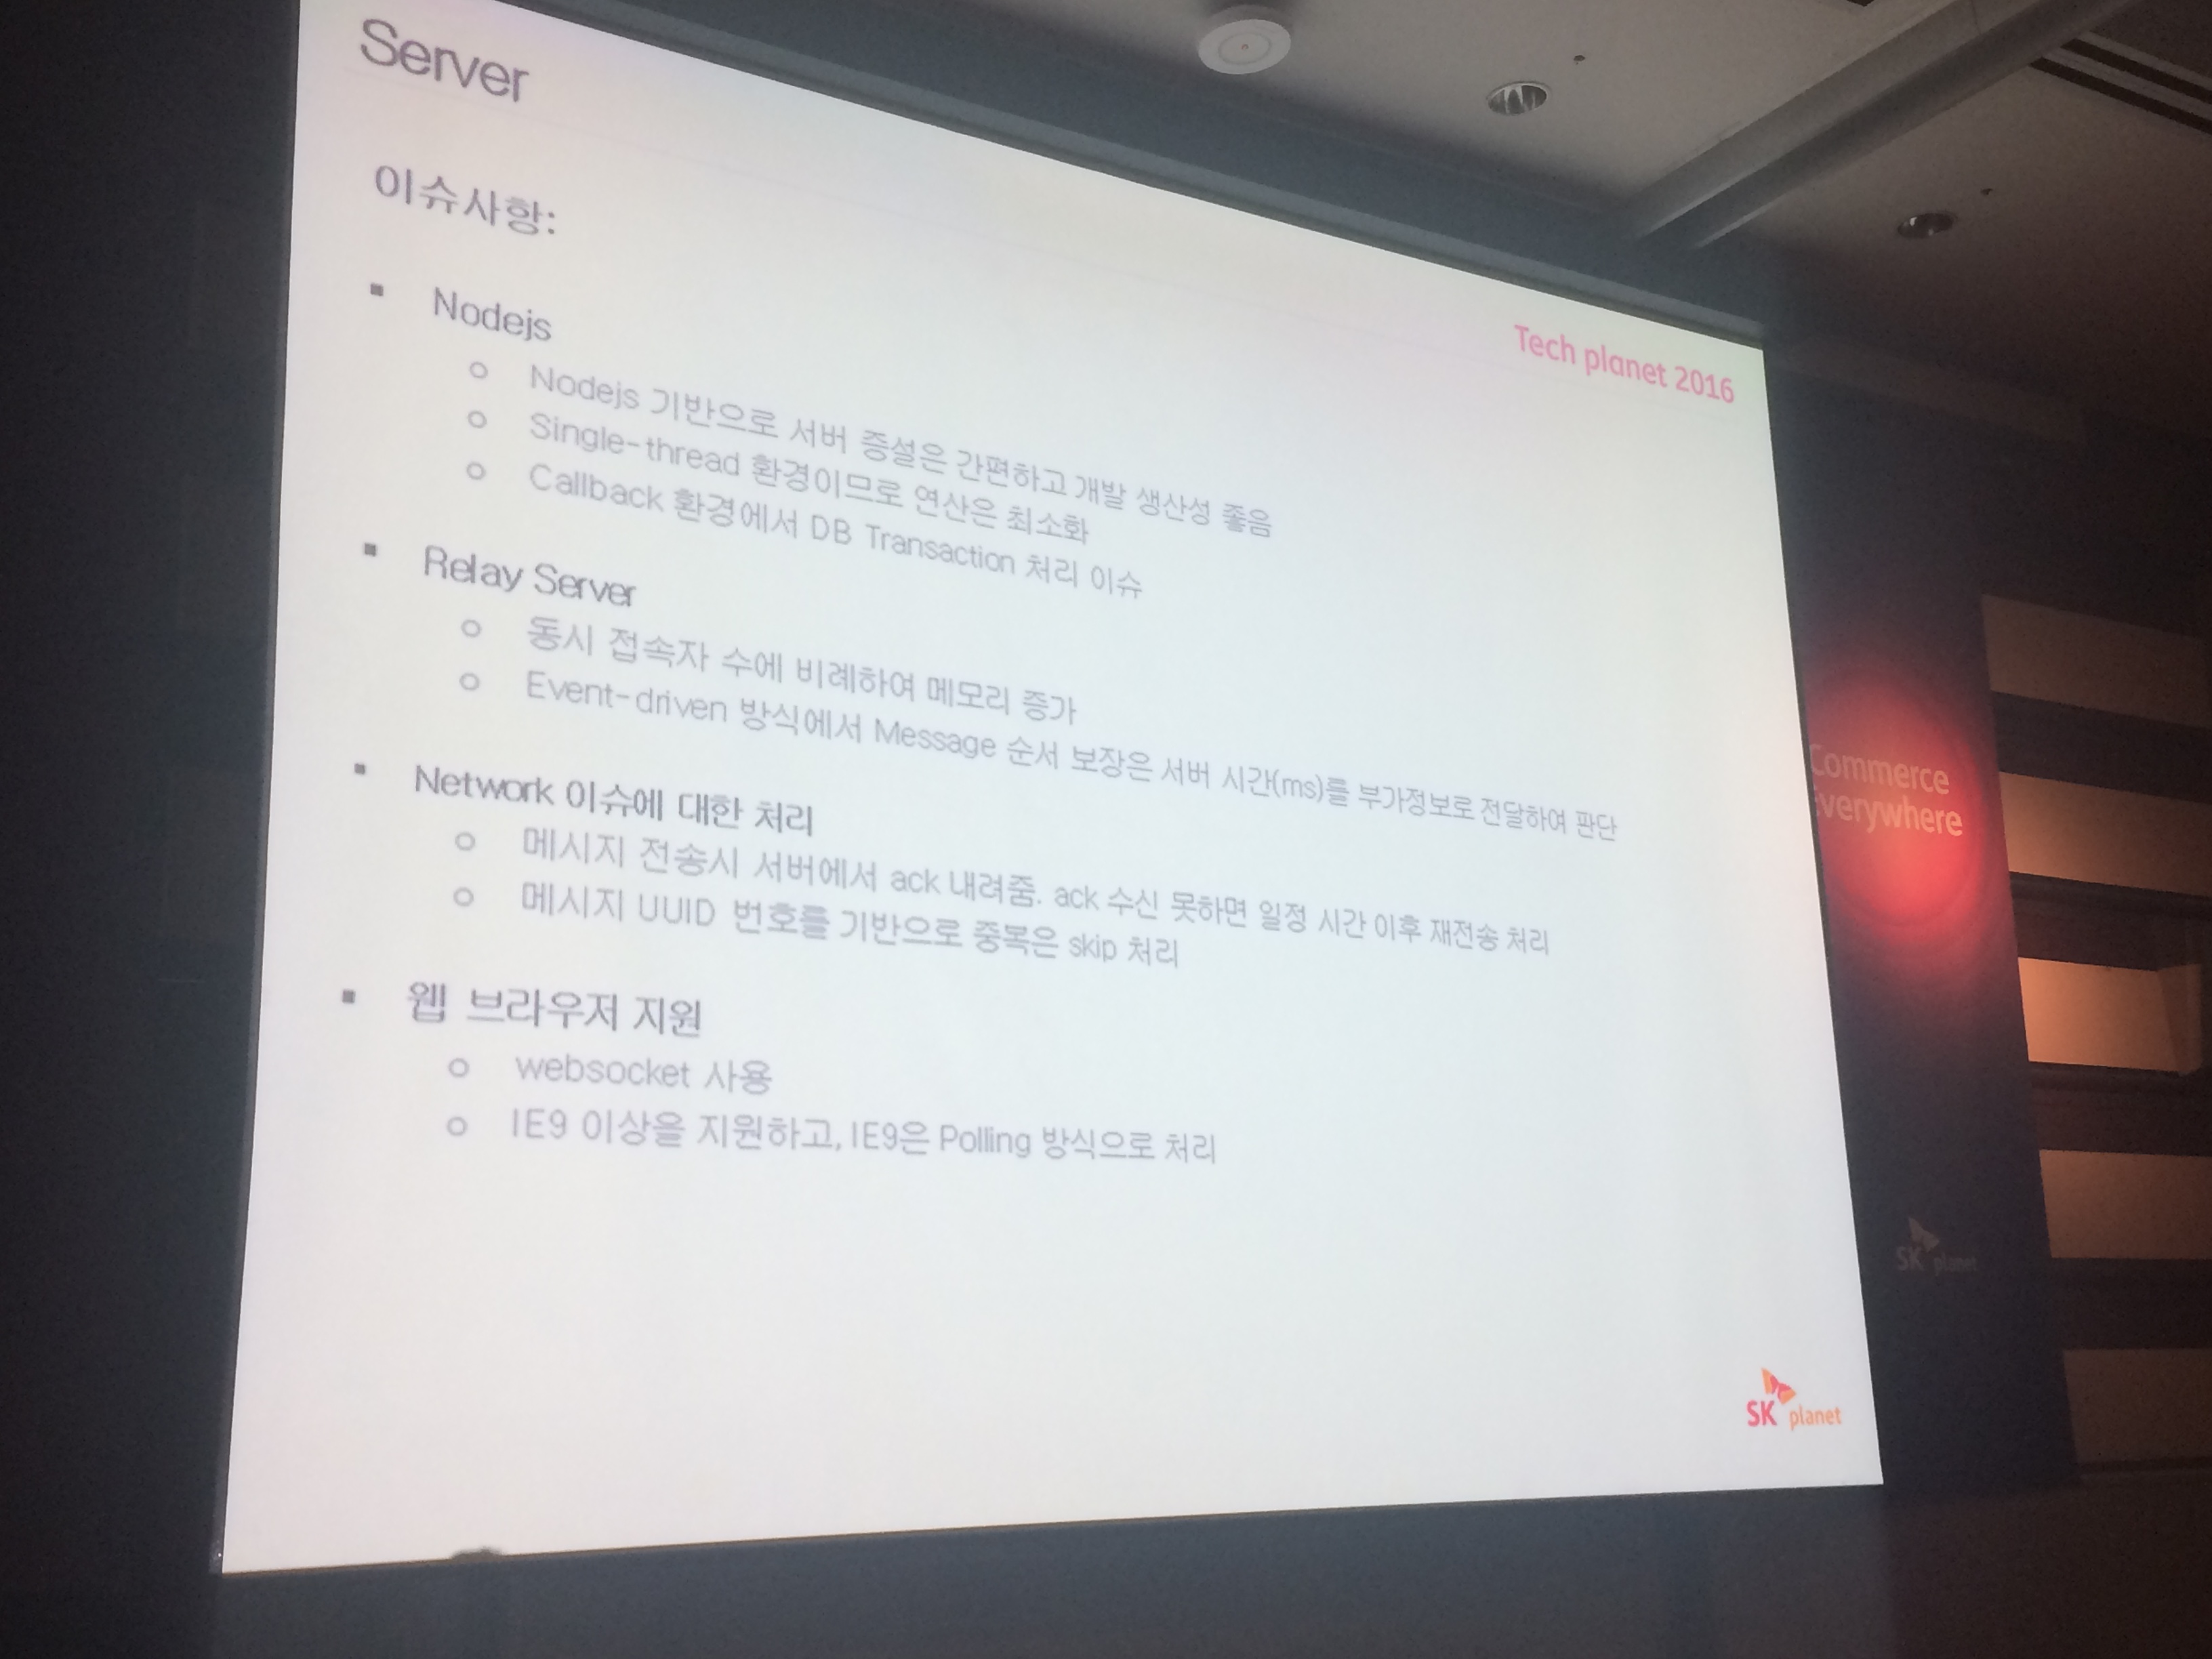 Server
Tech planet 2016
이슈사항:
▪ Nodejs
○ Nodejs 기반으로 서버 증설은 간편하고 개발 생산성 좋음
○ Single-thread 환경이므로 연산은 최소화
○ Callback 환경에서 DB Transaction 처리 이슈
▪ Relay Server
○ 동시 접속자 수에 비례하여 메모리 증가
○ Event-driven 방식에서 Message 순서 보장은 서버 시간(ms)를 부가정보로 전달하여 판단
▪ Network 이슈에 대한 처리
○ 메시지 전송시 서버에서 ack 내려줌. ack 수신 못하면 일정 시간 이후 재전송 처리
○ 메시지 UUID 번호를 기반으로 중복은 skip 처리
▪ 웹 브라우저 지원
○ websocket 사용
○ IE9 이상을 지원하고, IE9은 Polling 방식으로 처리
SK planet
Commerce
Everywhere
SK planet